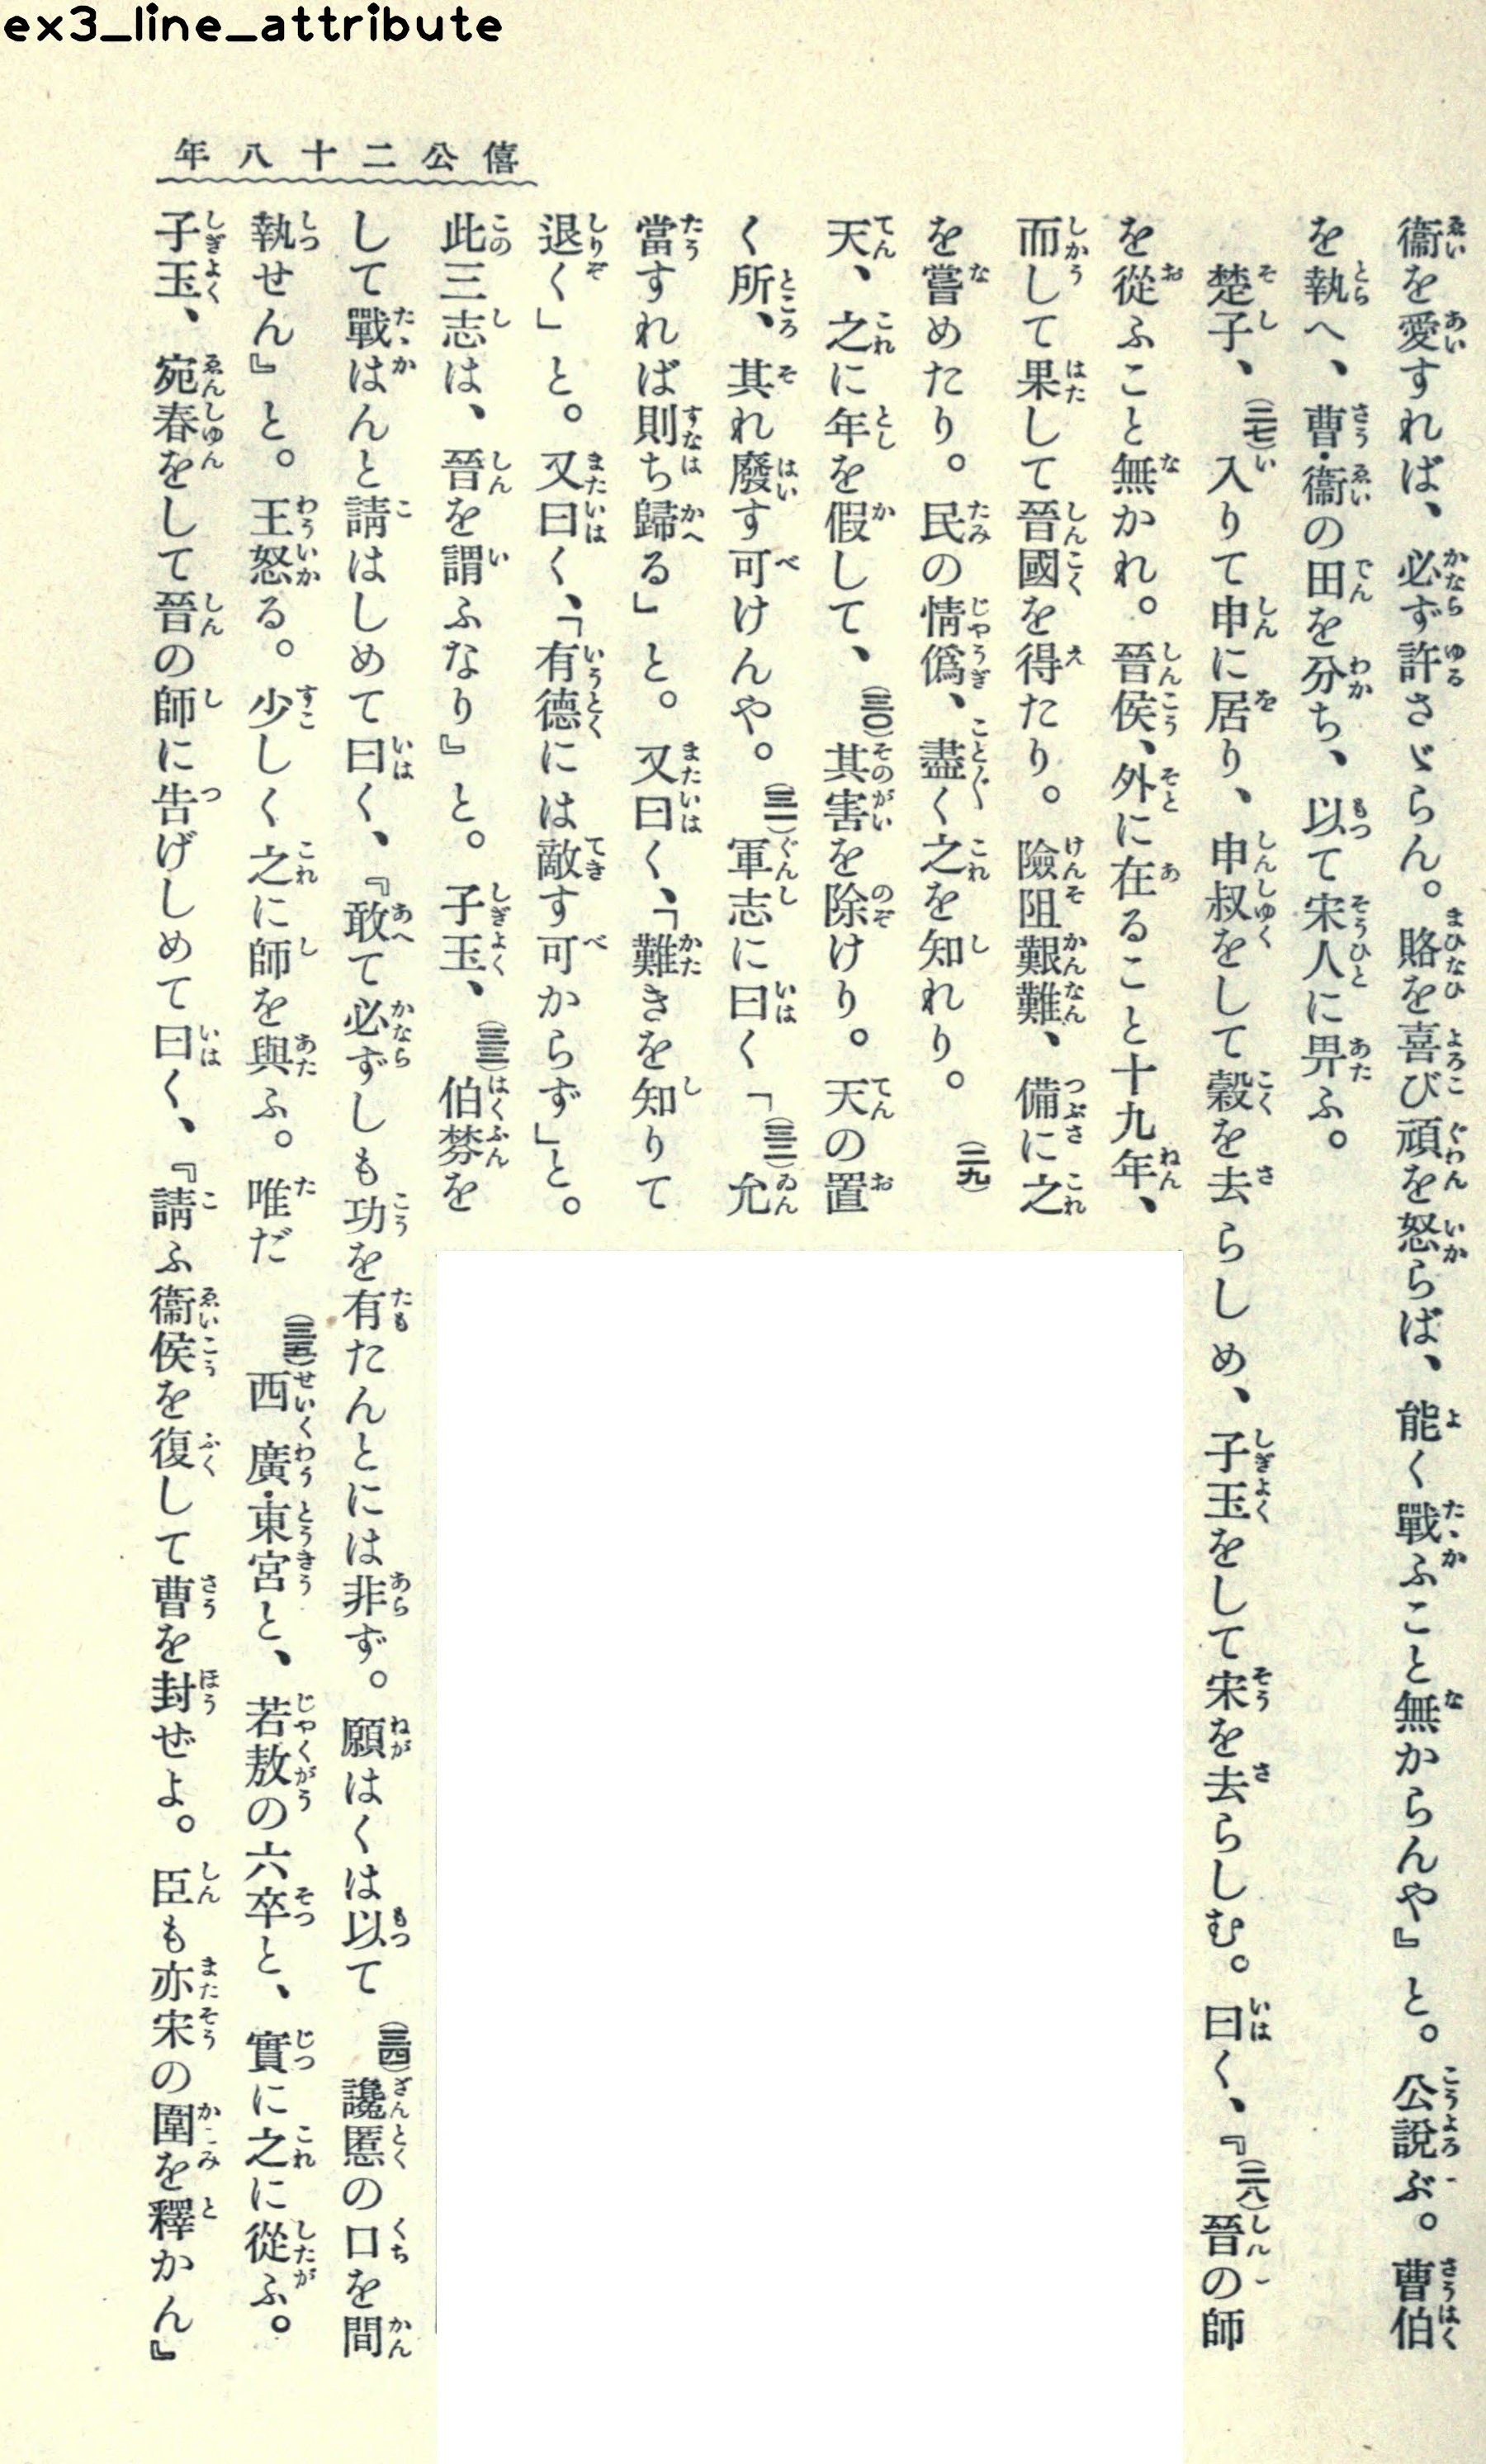 ex3_line_attribute
僖公二十八年
衞を愛すれば、必ず許さゞらん。賂を喜び頑を怒らば、能く戰ふこと無からんや』と。公說ぶ。曹伯
を執へ、曹・衞の田を分ち、以て宋人に畀ふ。
楚子、(二七)入りて申に居り、申叔をして穀を去らしめ、子玉をして宋を去らしむ。曰く、『(二八)晉の師
を從ふこと無かれ。晉侯、外に在ること十九年、
而して果して晉國を得たり。險阻艱難、備に之
を嘗めたり。民の情僞、盡く之を知れり。(二九)
天、之に年を假して、(三〇)其害を除けり。天の置
く所、其れ廢す可けんや。(三一)軍志に曰く「(三二)允
當すれば則ち歸る」と。又曰く、「難きを知りて
退く」と。又曰く、「有德には敵す可からず」と。
此三志は、晉を謂ふなり』と。子玉、(三三)伯棼を
して戰はんと請はしめて曰く、『敢て必ずしも功を有たんとには非ず。願はくは以て(三四)讒慝の口を間
執せん』と。王怒る。少しく之に師を與ふ。唯だ(三五)西廣・東宮と、若敖の六卒と、實に之に從ふ。
子玉、宛春をして晉の師に告げしめて曰く、『請ふ衞侯を復して曹を封ぜよ。臣も亦宋の圍を釋かん』